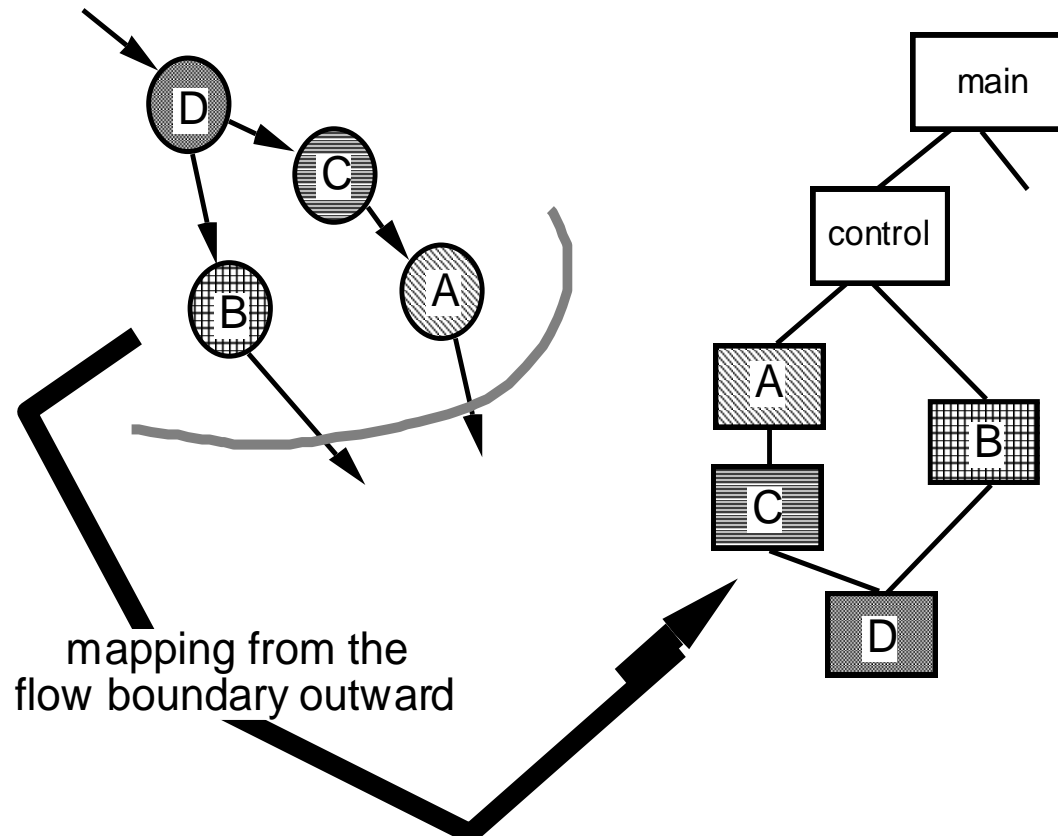 D
C
B
A
main
control
A
B
C
D
mapping from the
flow boundary outward